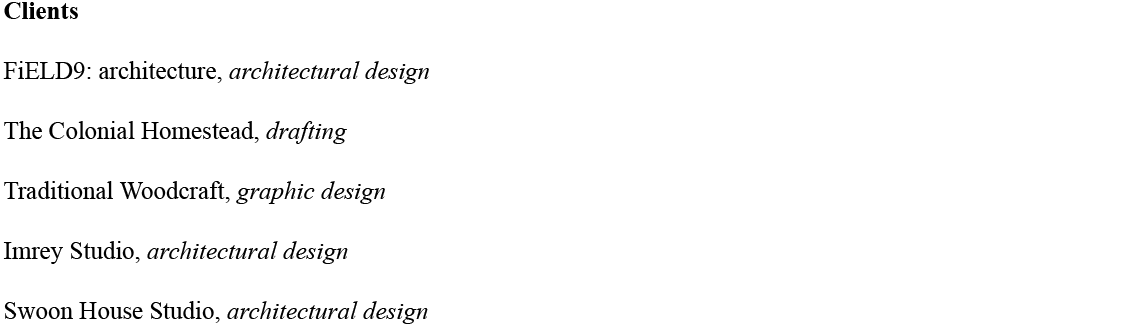 Clients
FiELD9: architecture, architectural design
The Colonial Homestead, drafting
Traditional Woodcraft, graphic design
Imrey Studio, architectural design
Swoon House Studio, architectural design